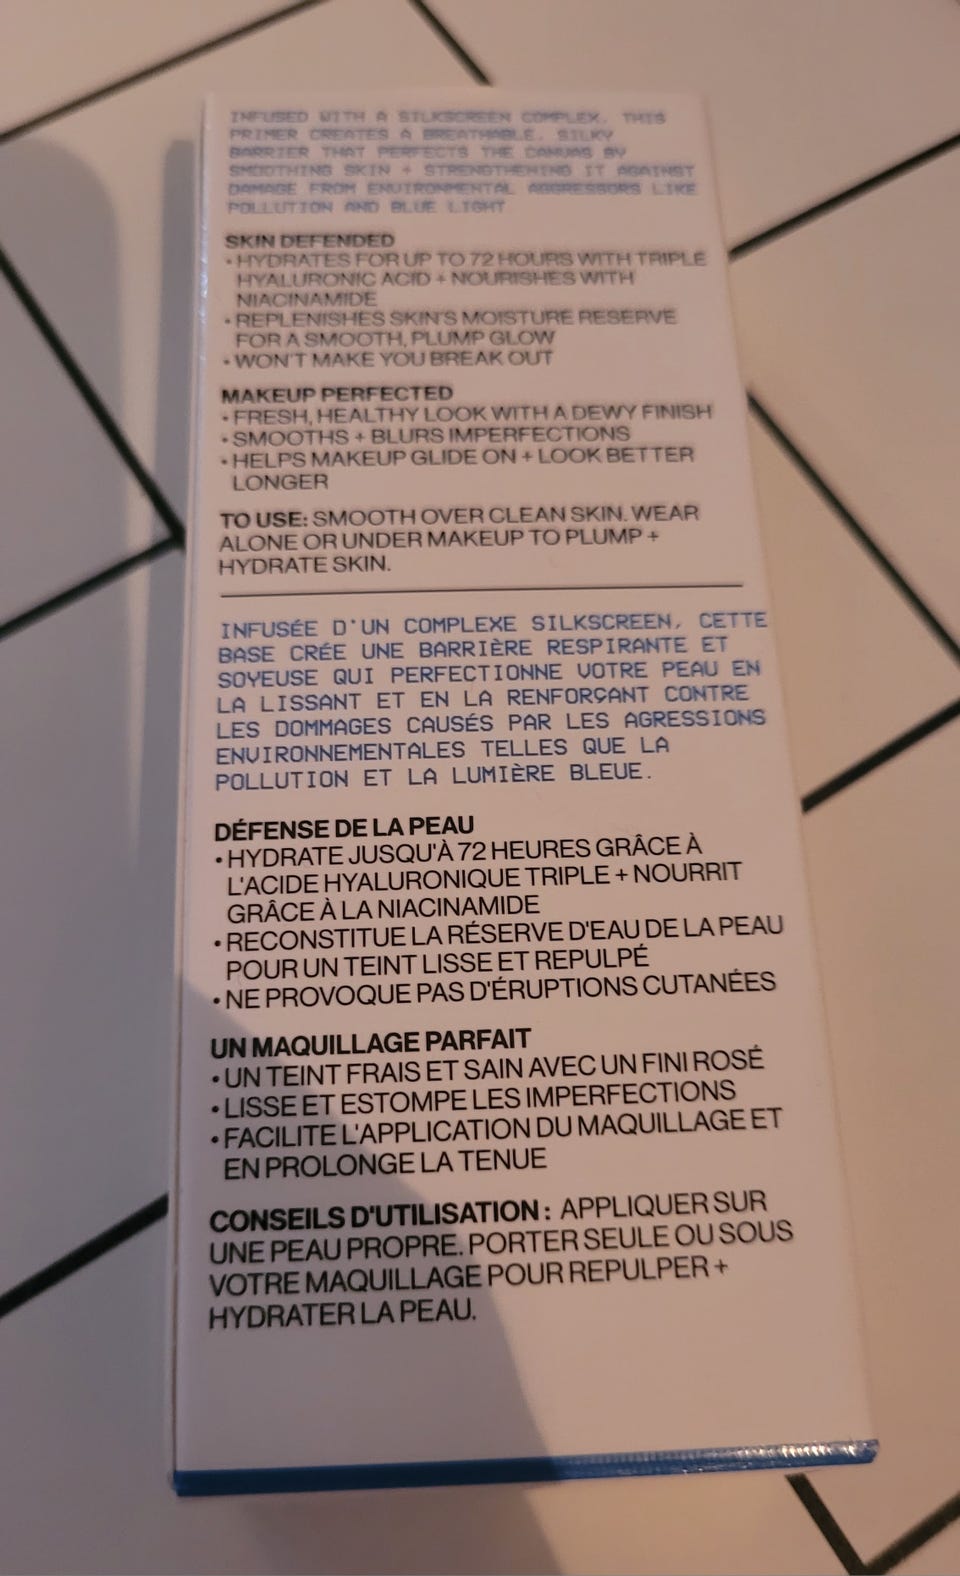 INFUSED WITH A SILKSCREEN COMPLEX, THIS
PRIMER CREATES A BREATHABLE, SILKY
BARRIER THAT PERFECTS THE CANVAS BY
SMOOTHING SKIN + STRENGTHENING IT AGAINST
DAMAGE FROM ENVIRONMENTAL AGGRESSORS LIKE
POLLUTION AND BLUE LIGHT
SKIN DEFENDED
• HYDRATES FOR UP TO 72 HOURS WITH TRIPLE
HYALURONIC ACID + NOURISHES WITH
NIACINAMIDE
• REPLENISHES SKIN'S MOISTURE RESERVE
FOR A SMOOTH, PLUMP GLOW
• WON'T MAKE YOU BREAK OUT
MAKEUP PERFECTED
• FRESH, HEALTHY LOOK WITH A DEWY FINISH
• SMOOTHS + BLURS IMPERFECTIONS
• HELPS MAKEUP GLIDE ON + LOOK BETTER
LONGER
TO USE: SMOOTH OVER CLEAN SKIN. WEAR
ALONE OR UNDER MAKEUP TO PLUMP +
HYDRATE SKIN.
INFUSÉE D'UN COMPLEXE SILKSCREEN, CETTE
BASE CRÉE UNE BARRIÈRE RESPIRANTE ET
SOYEUSE QUI PERFECTIONNE VOTRE PEAU EN
LA LISSANT ET EN LA RENFORÇANT CONTRE
LES DOMMAGES CAUSÉS PAR LES AGRESSIONS
ENVIRONNEMENTALES TELLES QUE LA
POLLUTION ET LA LUMIÈRE BLEUE.
DÉFENSE DE LA PEAU
• HYDRATE JUSQU'À 72 HEURES GRÂCE À
L'ACIDE HYALURONIQUE TRIPLE + NOURRIT
GRÂCE À LA NIACINAMIDE
• RECONSTITUE LA RÉSERVE D'EAU DE LA PEAU
POUR UN TEINT LISSE ET REPULPÉ
• NE PROVOQUE PAS D'ÉRUPTIONS CUTANÉES
UN MAQUILLAGE PARFAIT
• UN TEINT FRAIS ET SAIN AVEC UN FINI ROSÉ
• LISSE ET ESTOMPE LES IMPERFECTIONS
• FACILITE L'APPLICATION DU MAQUILLAGE ET
EN PROLONGE LA TENUE
CONSEILS D'UTILISATION : APPLIQUER SUR
UNE PEAU PROPRE. PORTER SEULE OU SOUS
VOTRE MAQUILLAGE POUR REPULPER +
HYDRATER LA PEAU.